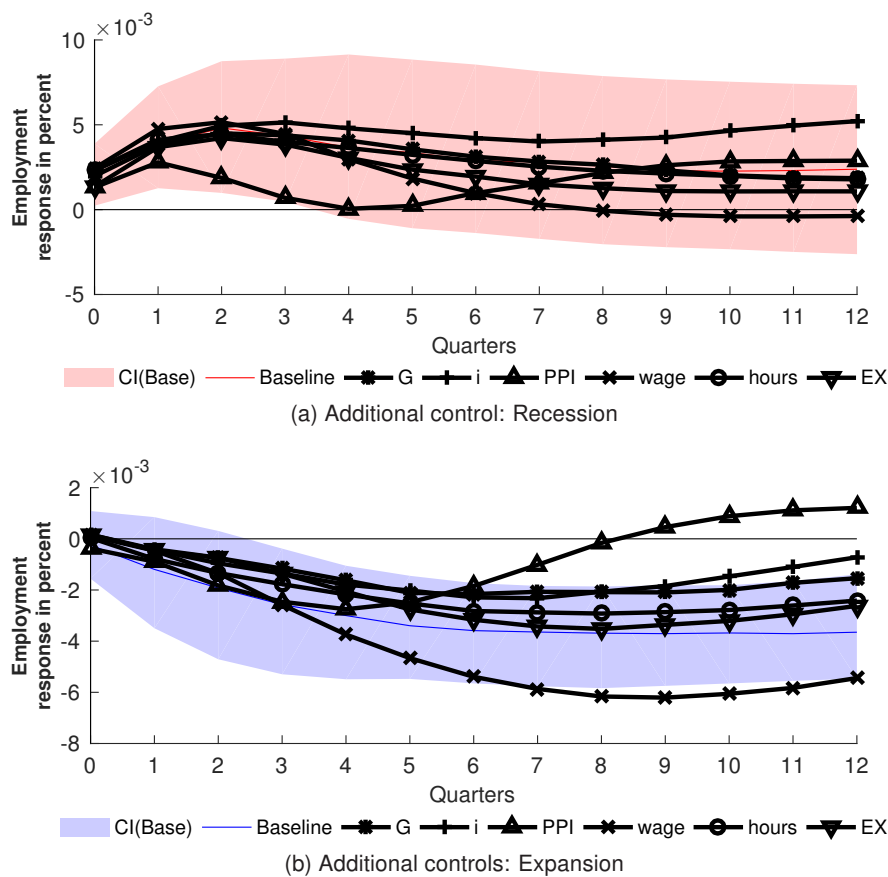 ×10⁻³
10
5
0
-5
Employment
response in percent
0 1 2 3 4 5 6 7 8 9 10 11 12
Quarters
CI(Base) Baseline G i PPI wage hours EX
(a) Additional control: Recession
×10⁻³
2
0
-2
-4
-6
-8
Employment
response in percent
0 1 2 3 4 5 6 7 8 9 10 11 12
Quarters
CI(Base) Baseline G i PPI wage hours EX
(b) Additional controls: Expansion